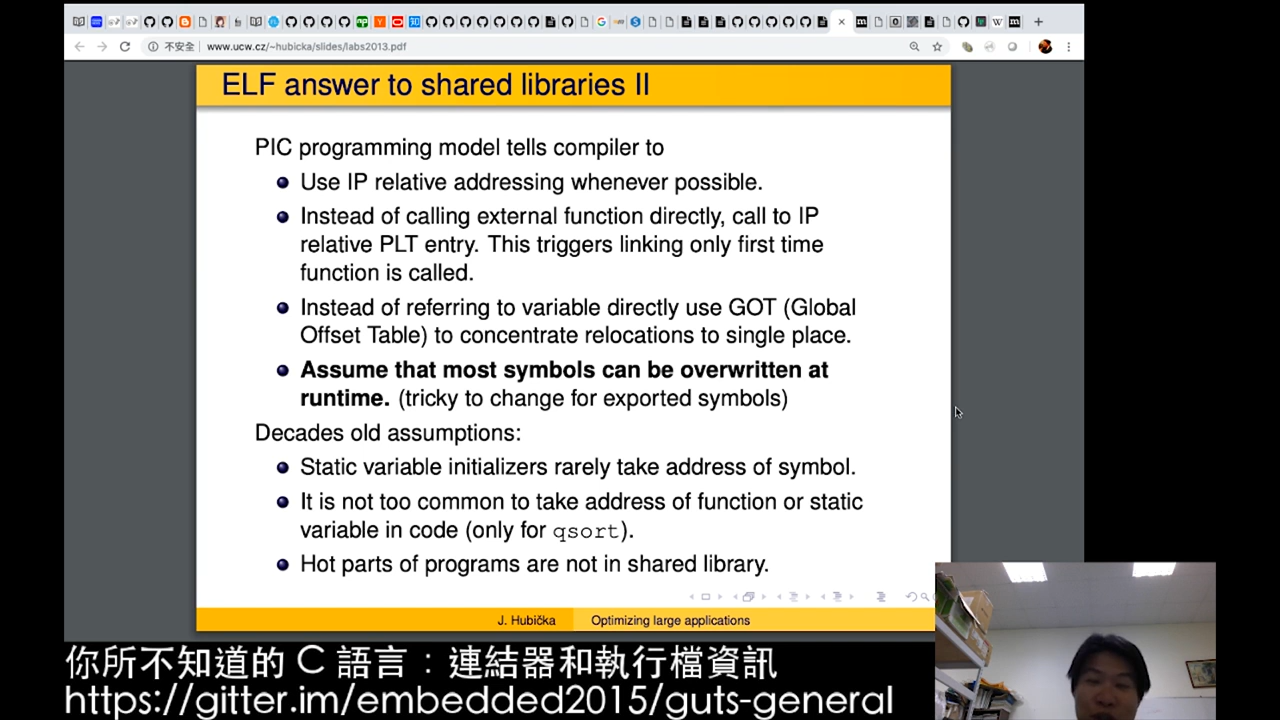 不安全 www.ucw.cz/~hubicka/slides/labs2013.pdf
ELF answer to shared libraries II
PIC programming model tells compiler to
Use IP relative addressing whenever possible.
Instead of calling external function directly, call to IP
relative PLT entry. This triggers linking only first time
function is called.
Instead of referring to variable directly use GOT (Global
Offset Table) to concentrate relocations to single place.
Assume that most symbols can be overwritten at
runtime. (tricky to change for exported symbols)
Decades old assumptions:
Static variable initializers rarely take address of symbol.
It is not too common to take address of function or static
variable in code (only for qsort).
Hot parts of programs are not in shared library.
J. Hubička Optimizing large applications
你所不知道的 C 語言：連結器和執行檔資訊
https://gitter.im/embedded2015/guts-general